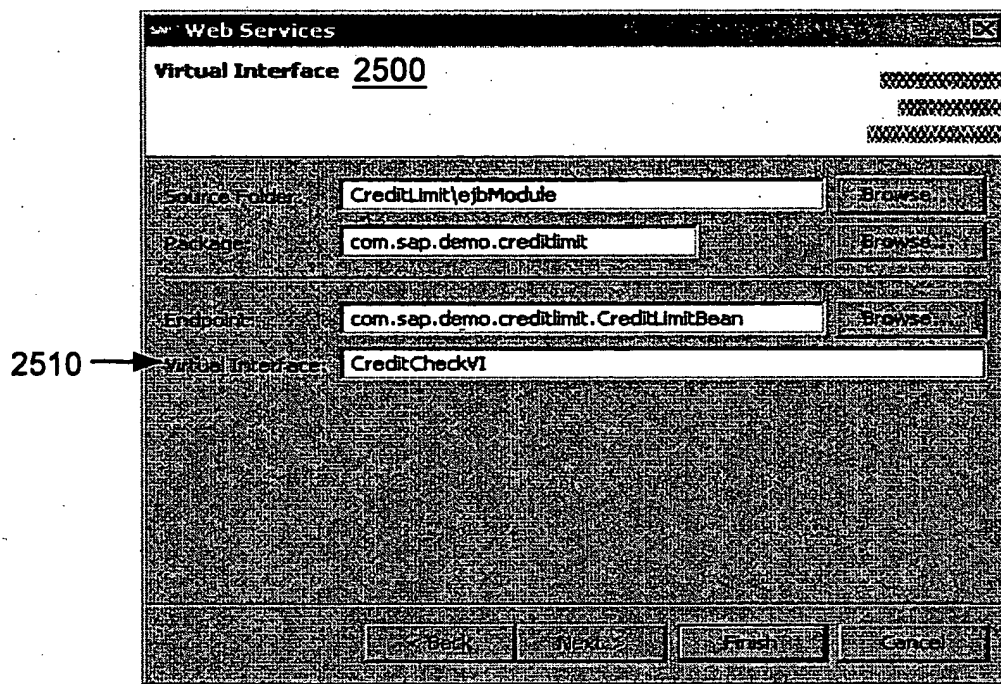 SAP Web Services
Virtual Interface 2500
Source Folder: CreditLimit\ejbModule Browse...
Package: com.sap.demo.creditlimit Browse...
Endpoint: com.sap.demo.creditlimit.CreditLimitBean Browse...
2510 Virtual Interface: CreditCheckVI
< Back Next > Finish Cancel